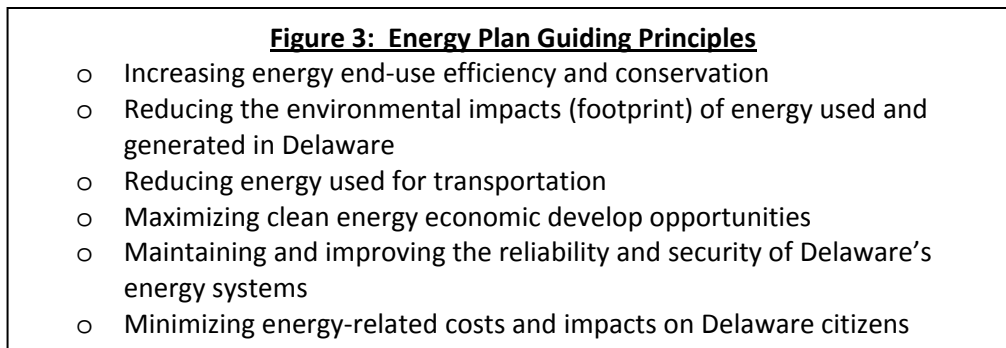 Figure 3:  Energy Plan Guiding Principles
o Increasing energy end-use efficiency and conservation
o Reducing the environmental impacts (footprint) of energy used and
generated in Delaware
o Reducing energy used for transportation
o Maximizing clean energy economic develop opportunities
o Maintaining and improving the reliability and security of Delaware’s
energy systems
o Minimizing energy-related costs and impacts on Delaware citizens